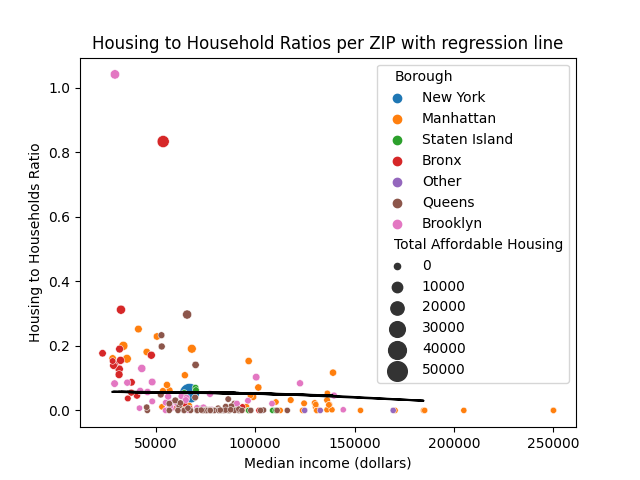 Housing to Household Ratios per ZIP with regression line
Housing to Households Ratio
1.0
0.8
0.6
0.4
0.2
0.0
50000 100000 150000 200000 250000
Median income (dollars)
Borough
New York
Manhattan
Staten Island
Bronx
Other
Queens
Brooklyn
Total Affordable Housing
0
10000
20000
30000
40000
50000